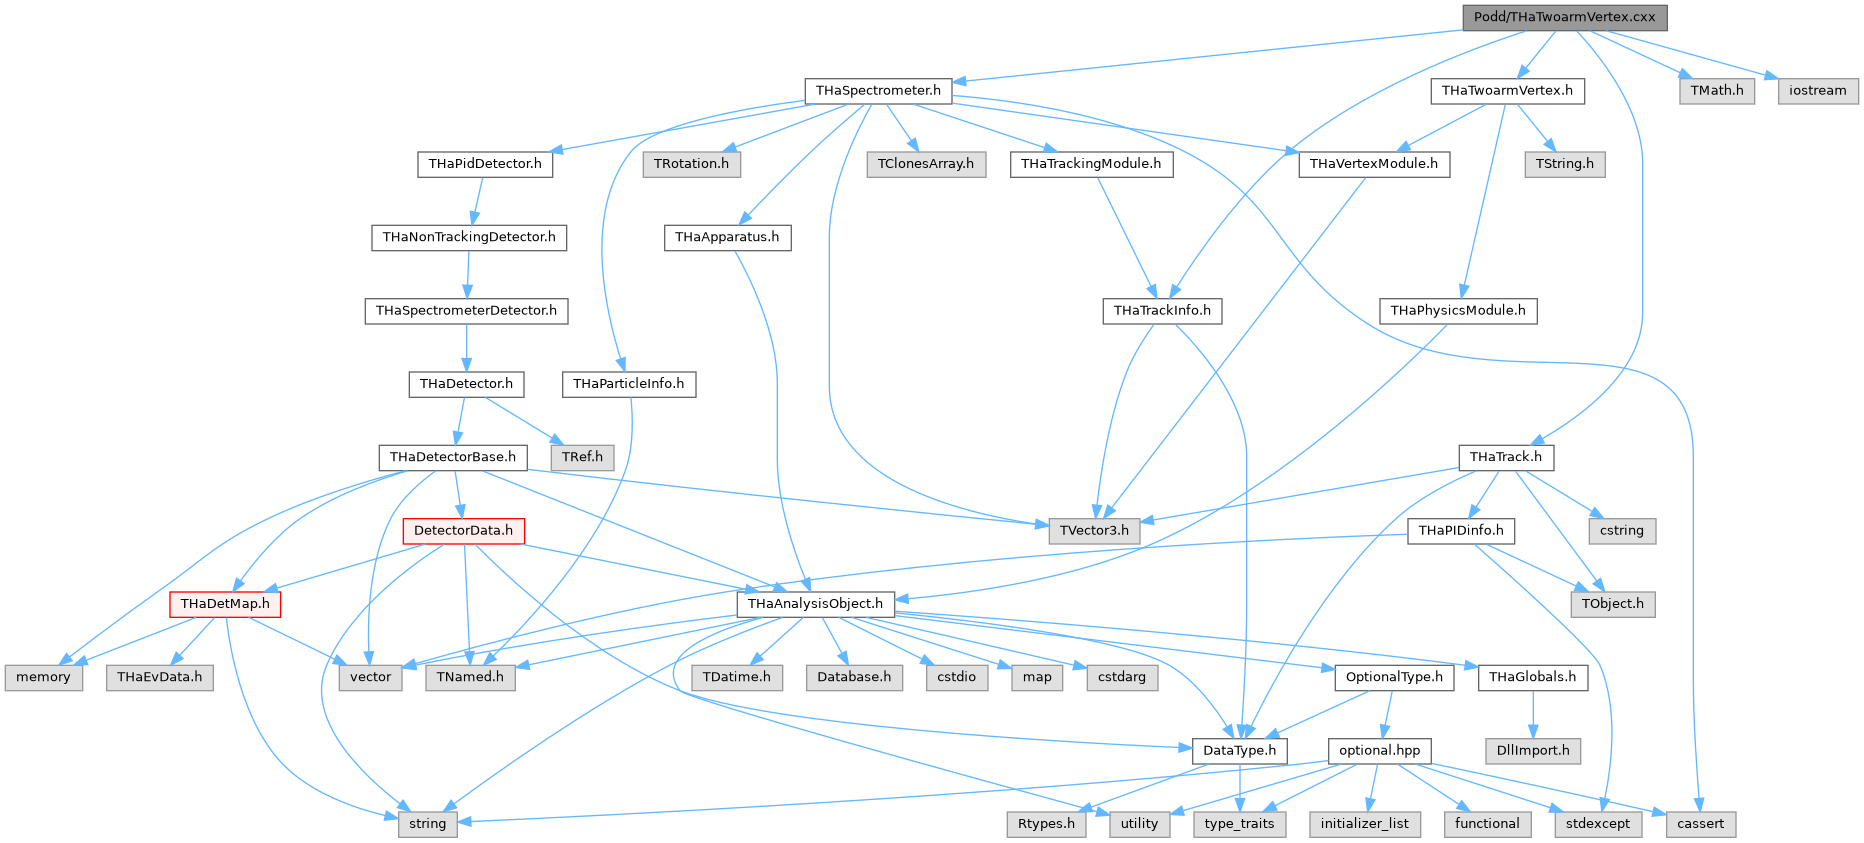 Podd/THaTwoarmVertex.cxx
THaSpectrometer.h
THaTwoarmVertex.h
TMath.h
iostream
THaPidDetector.h
TRotation.h
TClonesArray.h
THaTrackingModule.h
THaVertexModule.h
TString.h
THaNonTrackingDetector.h
THaApparatus.h
THaSpectrometerDetector.h
THaTrackInfo.h
THaPhysicsModule.h
THaDetector.h
THaParticleInfo.h
THaDetectorBase.h
TRef.h
THaTrack.h
DetectorData.h
TVector3.h
THaPIDinfo.h
cstring
THaDetMap.h
THaAnalysisObject.h
TObject.h
memory
THaEvData.h
vector
TNamed.h
TDatime.h
Database.h
cstdio
map
cstdarg
OptionalType.h
THaGlobals.h
DataType.h
optional.hpp
DllImport.h
string
Rtypes.h
utility
type_traits
initializer_list
functional
stdexcept
cassert